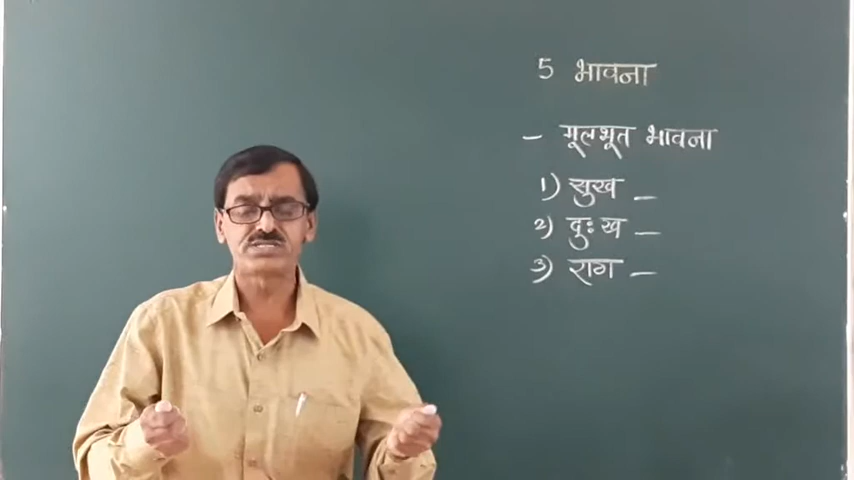 5 भावना
– मूलभूत भावना
1) सुख –
2) दुःख –
3) राग –